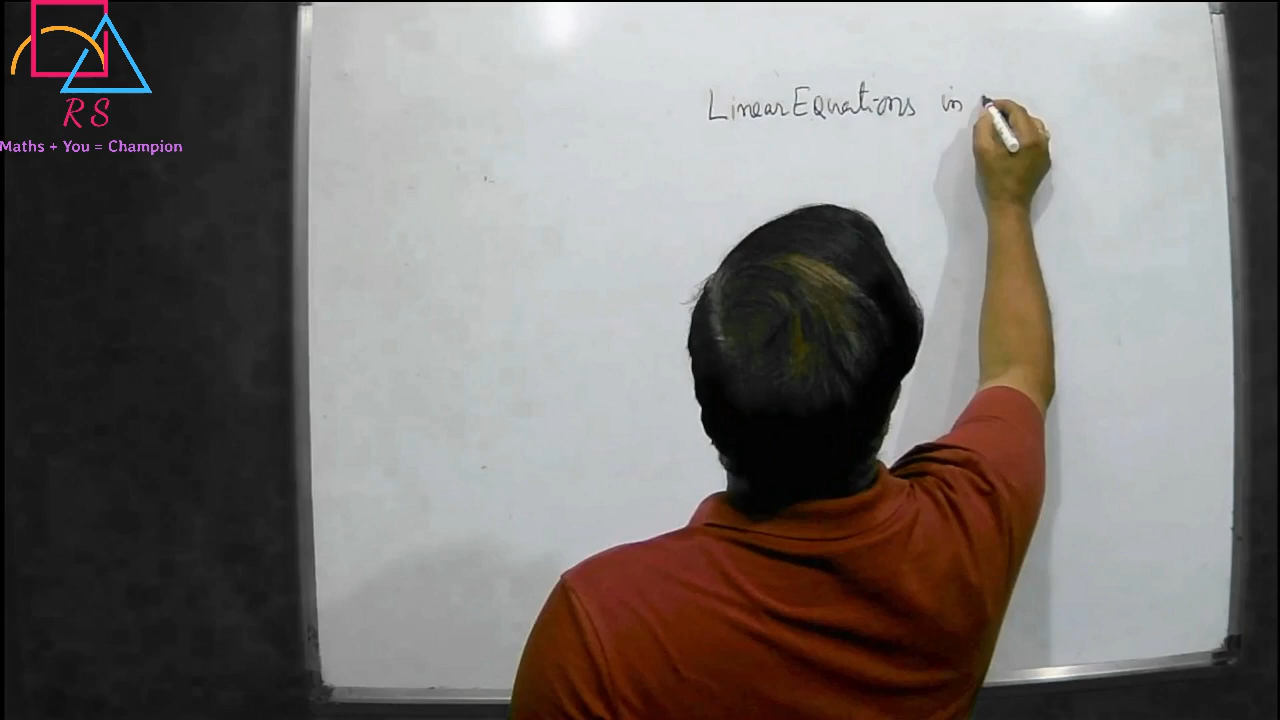 RS
Maths + You = Champion
Linear Equations in